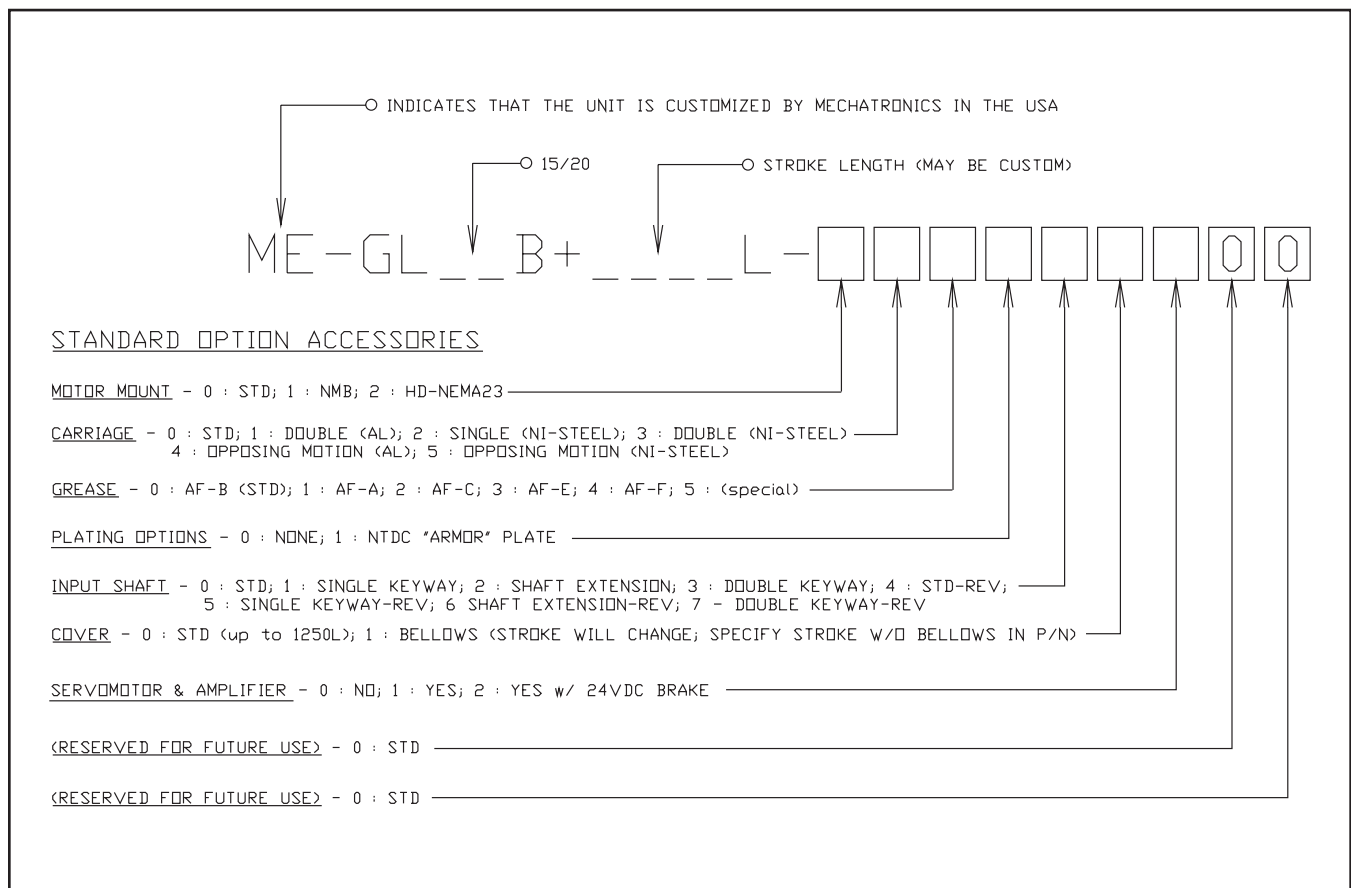 INDICATES THAT THE UNIT IS CUSTOMIZED BY MECHATRONICS IN THE USA
15/20
STROKE LENGTH (MAY BE CUSTOM)
ME-GL__B+____L-00
STANDARD OPTION ACCESSORIES
MOTOR MOUNT - 0 : STD; 1 : NMB; 2 : HD-NEMA23
CARRIAGE - 0 : STD; 1 : DOUBLE (AL); 2 : SINGLE (NI-STEEL); 3 : DOUBLE (NI-STEEL)
4 : OPPOSING MOTION (AL); 5 : OPPOSING MOTION (NI-STEEL)
GREASE - 0 : AF-B (STD); 1 : AF-A; 2 : AF-C; 3 : AF-E; 4 : AF-F; 5 : (special)
PLATING OPTIONS - 0 : NONE; 1 : NTDC "ARMOR" PLATE
INPUT SHAFT - 0 : STD; 1 : SINGLE KEYWAY; 2 : SHAFT EXTENSION; 3 : DOUBLE KEYWAY; 4 : STD-REV;
5 : SINGLE KEYWAY-REV; 6 SHAFT EXTENSION-REV; 7 - DOUBLE KEYWAY-REV
COVER - 0 : STD (up to 1250L); 1 : BELLOWS (STROKE WILL CHANGE; SPECIFY STROKE W/O BELLOWS IN P/N)
SERVOMOTOR & AMPLIFIER - 0 : NO; 1 : YES; 2 : YES w/ 24VDC BRAKE
(RESERVED FOR FUTURE USE) - 0 : STD
(RESERVED FOR FUTURE USE) - 0 : STD